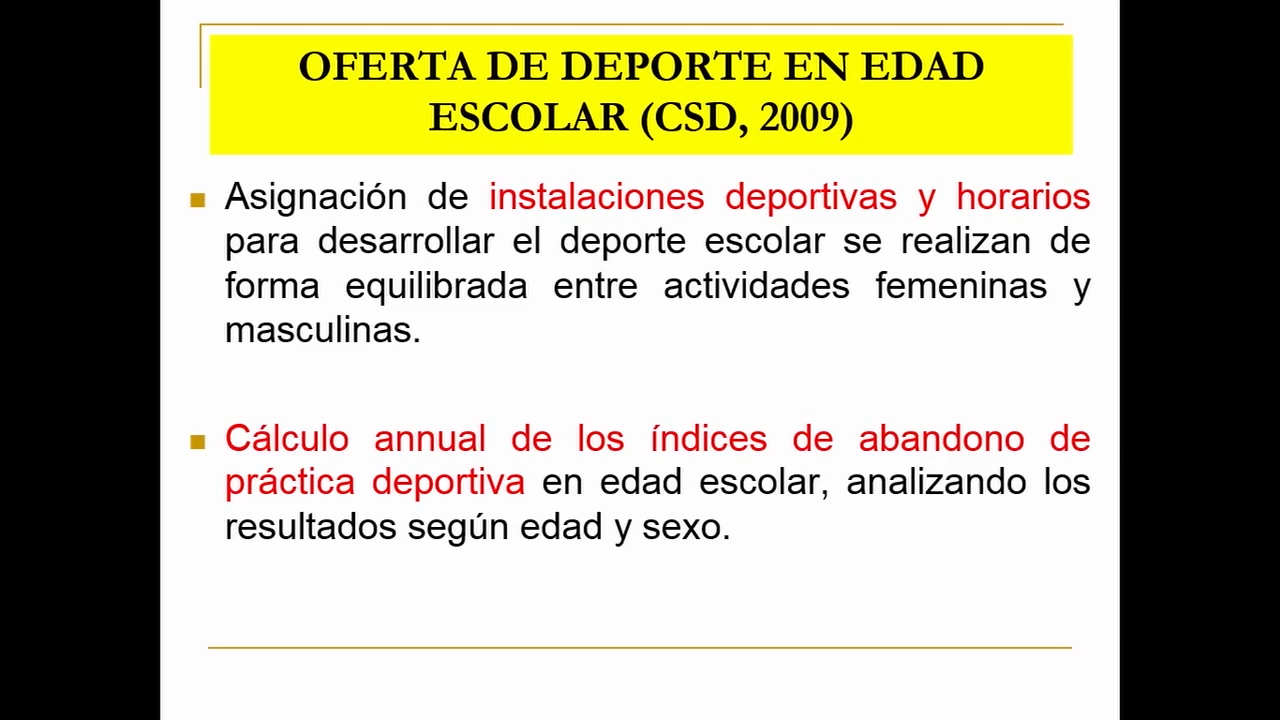 OFERTA DE DEPORTE EN EDAD
ESCOLAR (CSD, 2009)
Asignación de instalaciones deportivas y horarios
para desarrollar el deporte escolar se realizan de
forma equilibrada entre actividades femeninas y
masculinas.
Cálculo annual de los índices de abandono de
práctica deportiva en edad escolar, analizando los
resultados según edad y sexo.